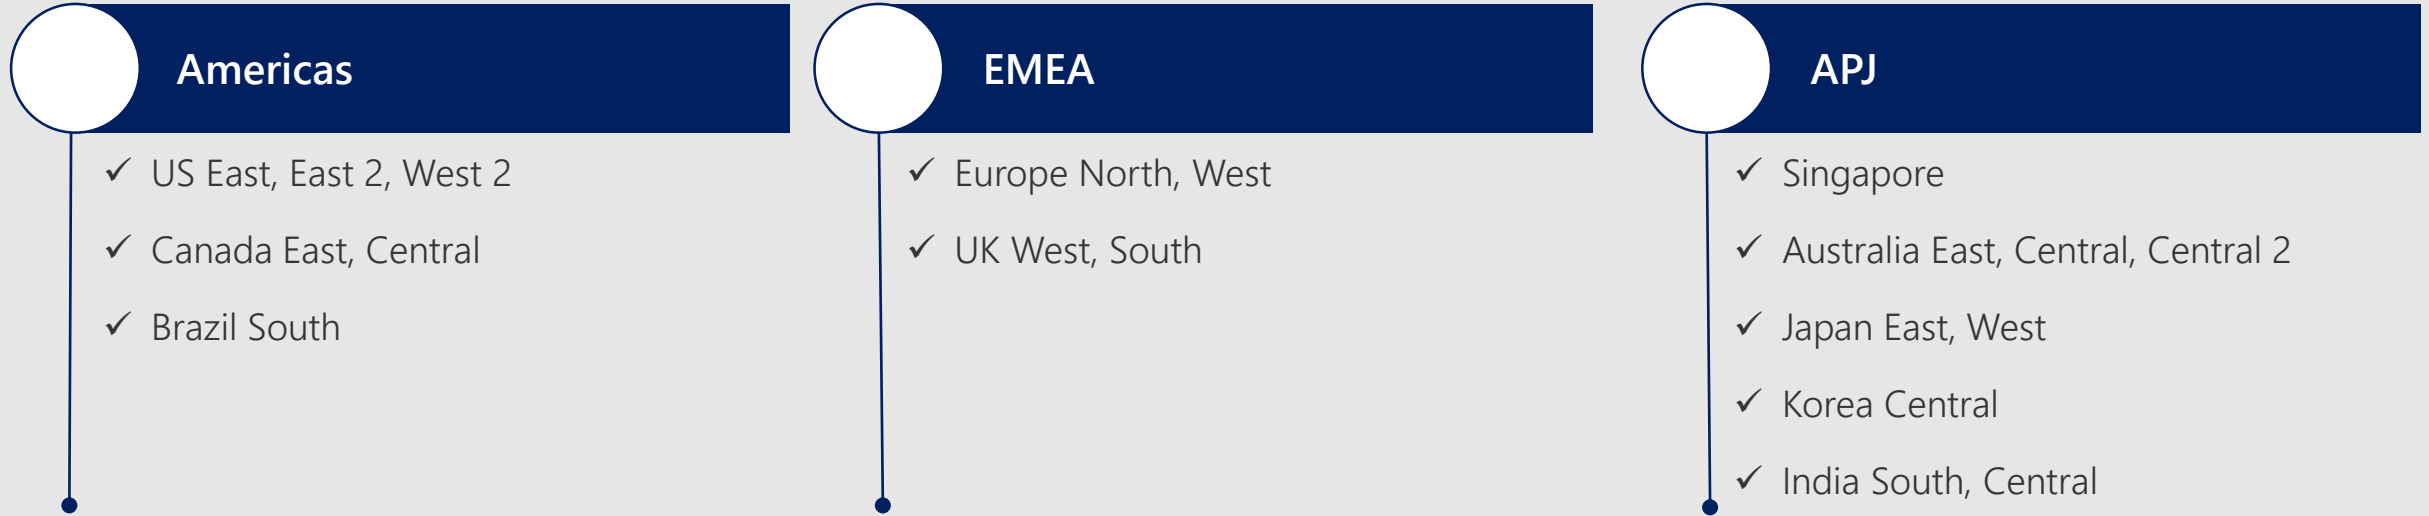 Americas
✓ US East, East 2, West 2
✓ Canada East, Central
✓ Brazil South
EMEA
✓ Europe North, West
✓ UK West, South
APJ
✓ Singapore
✓ Australia East, Central, Central 2
✓ Japan East, West
✓ Korea Central
✓ India South, Central